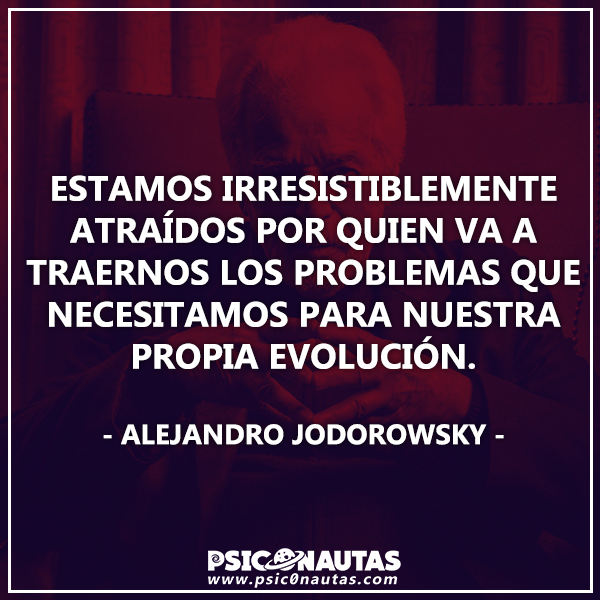 ESTAMOS IRRESISTIBLEMENTE
ATRAÍDOS POR QUIEN VA A
TRAERNOS LOS PROBLEMAS QUE
NECESITAMOS PARA NUESTRA
PROPIA EVOLUCIÓN.
- ALEJANDRO JODOROWSKY -
PSICONAUTAS
www.psic0nautas.com